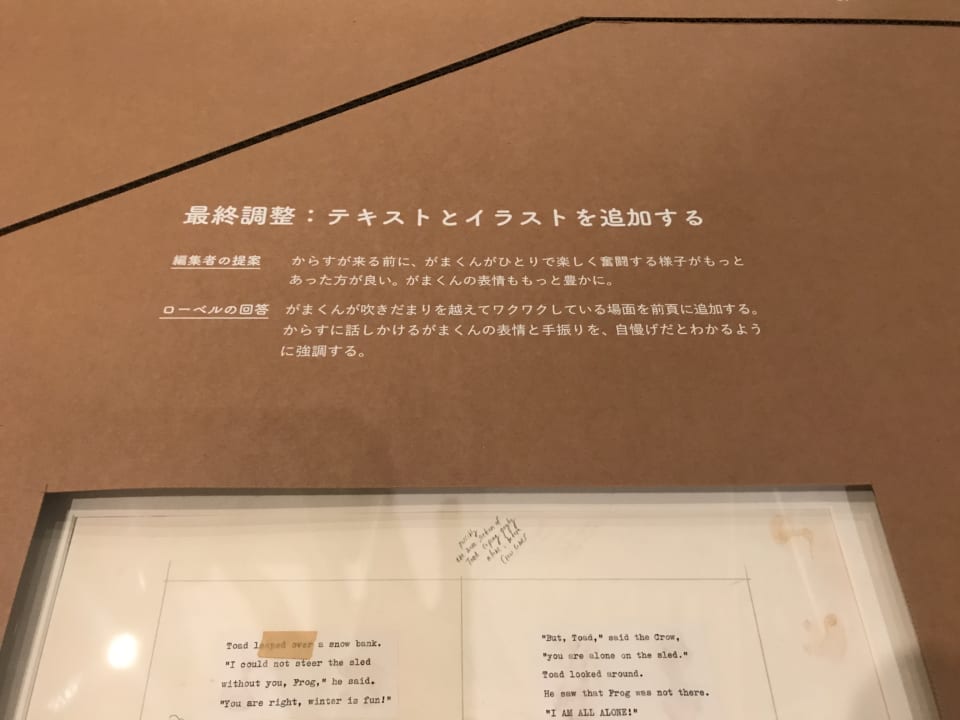 最終調整：テキストとイラストを追加する
編集者の提案 からすが来る前に、がまくんがひとりで楽しく奮闘する様子がもっと
あった方が良い。がまくんの表情ももっと豊かに。
ローベルの回答 がまくんが吹きだまりを越えてワクワクしている場面を前頁に追加する。
からすに話しかけるがまくんの表情と手振りを、自慢げだとわかるよう
に強調する。
Toad leaped over a snow bank.
"I could not steer the sled
without you, Frog," he said.
"You are right, winter is fun!"
"But, Toad," said the Crow,
"you are alone on the sled."
Toad looked around.
He saw that Frog was not there.
"I AM ALL ALONE!"